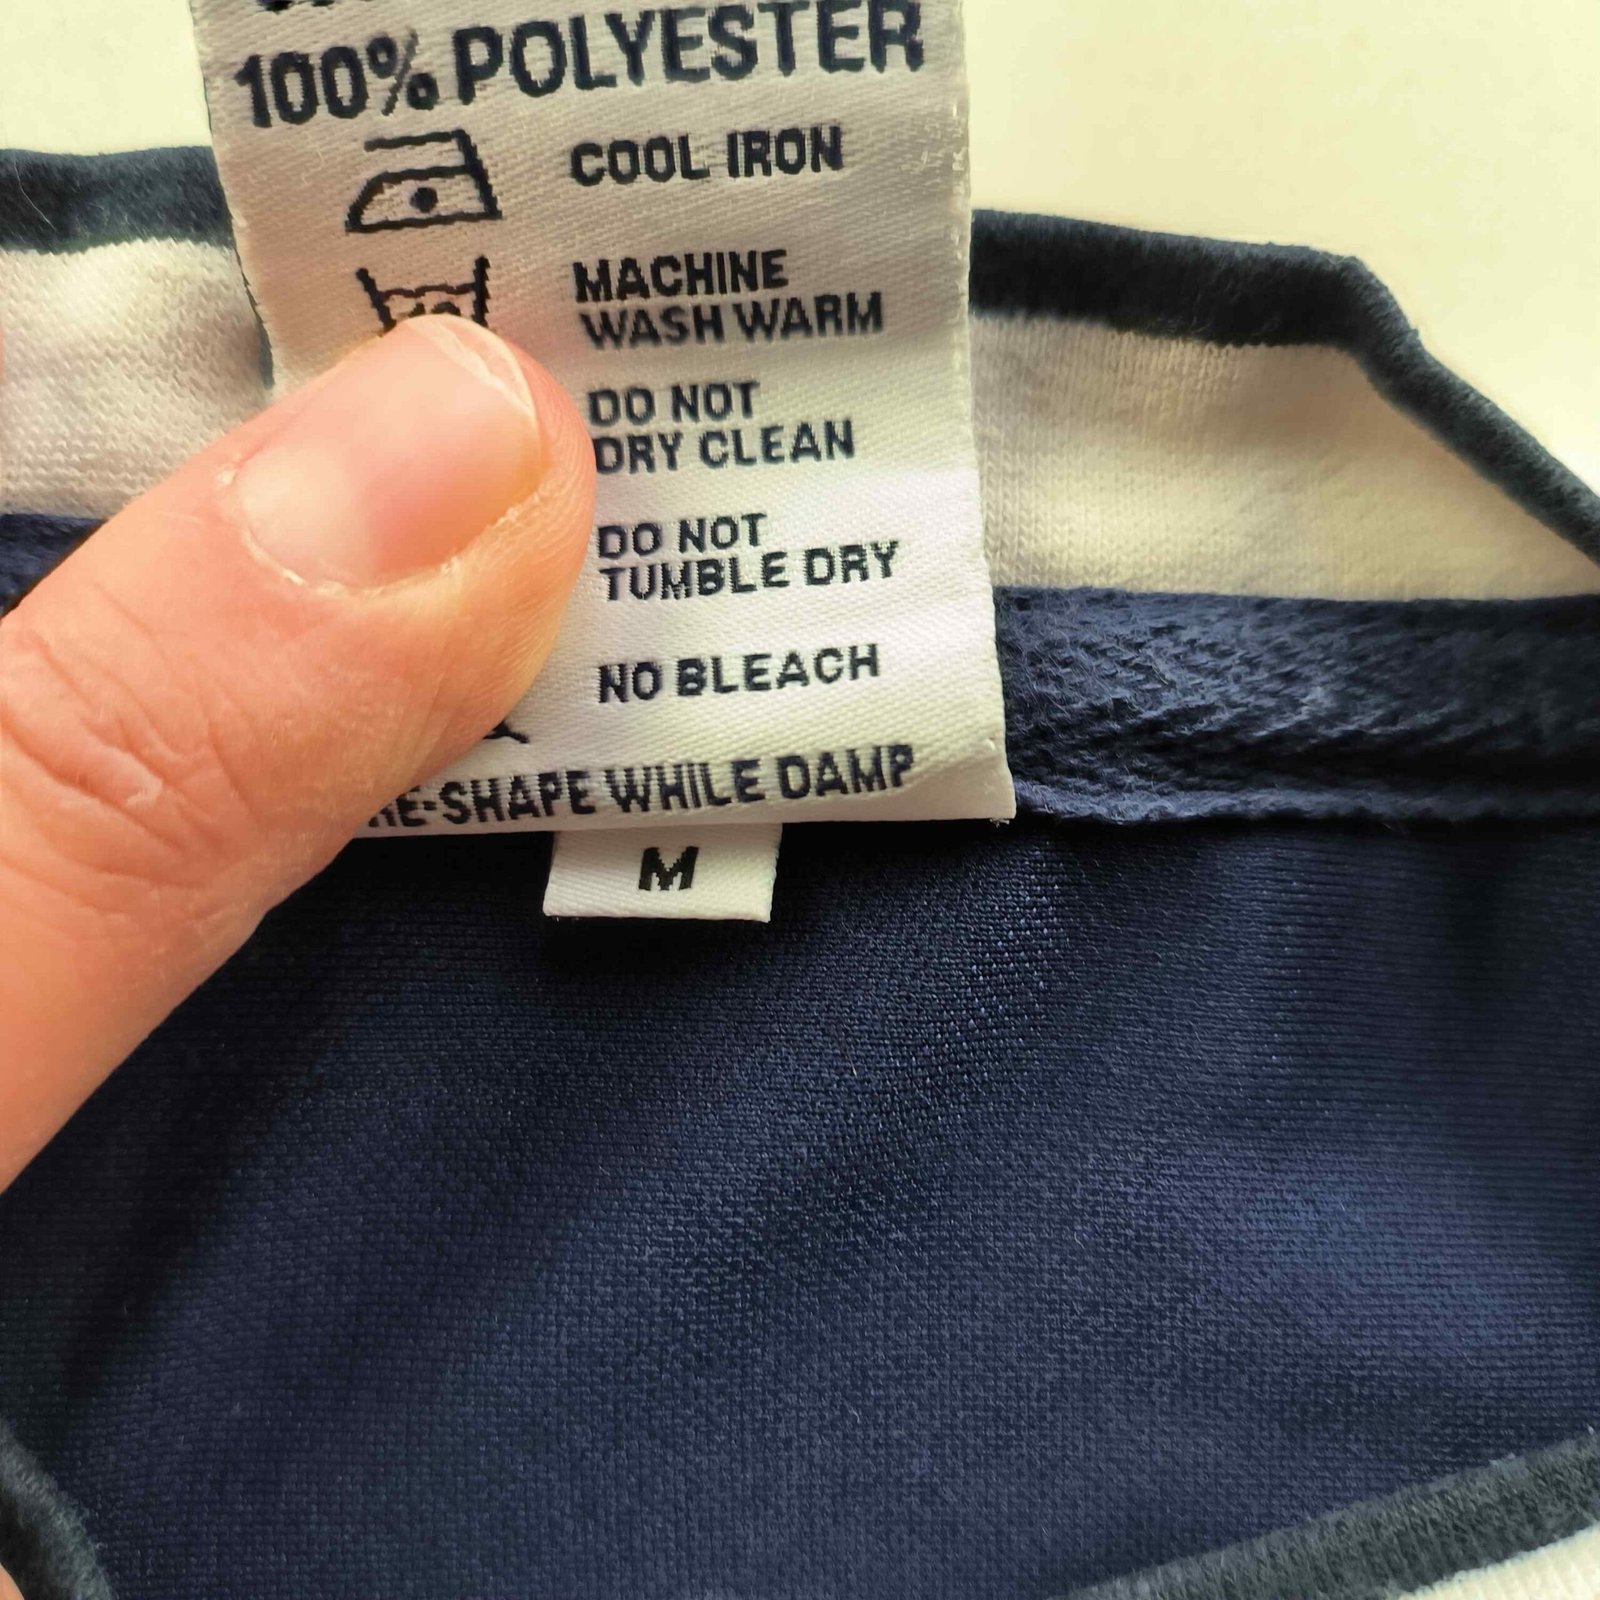 100% POLYESTER
COOL IRON
MACHINE
WASH WARM
DO NOT
DRY CLEAN
DO NOT
TUMBLE DRY
NO BLEACH
RE-SHAPE WHILE DAMP
M